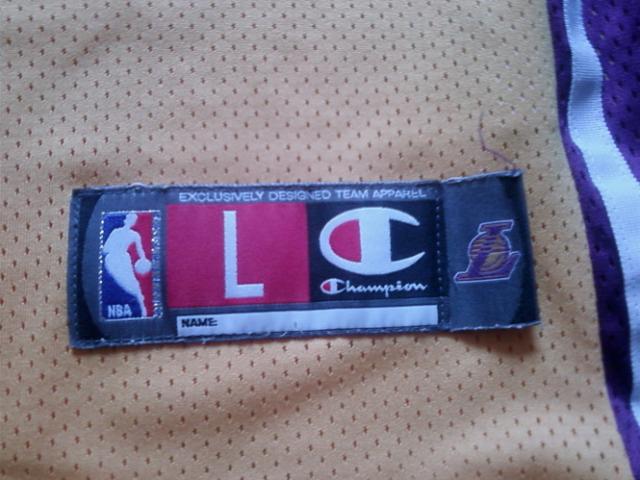 EXCLUSIVELY DESIGNED TEAM APPAREL
NBA
L
C
Champion
L
NAME: